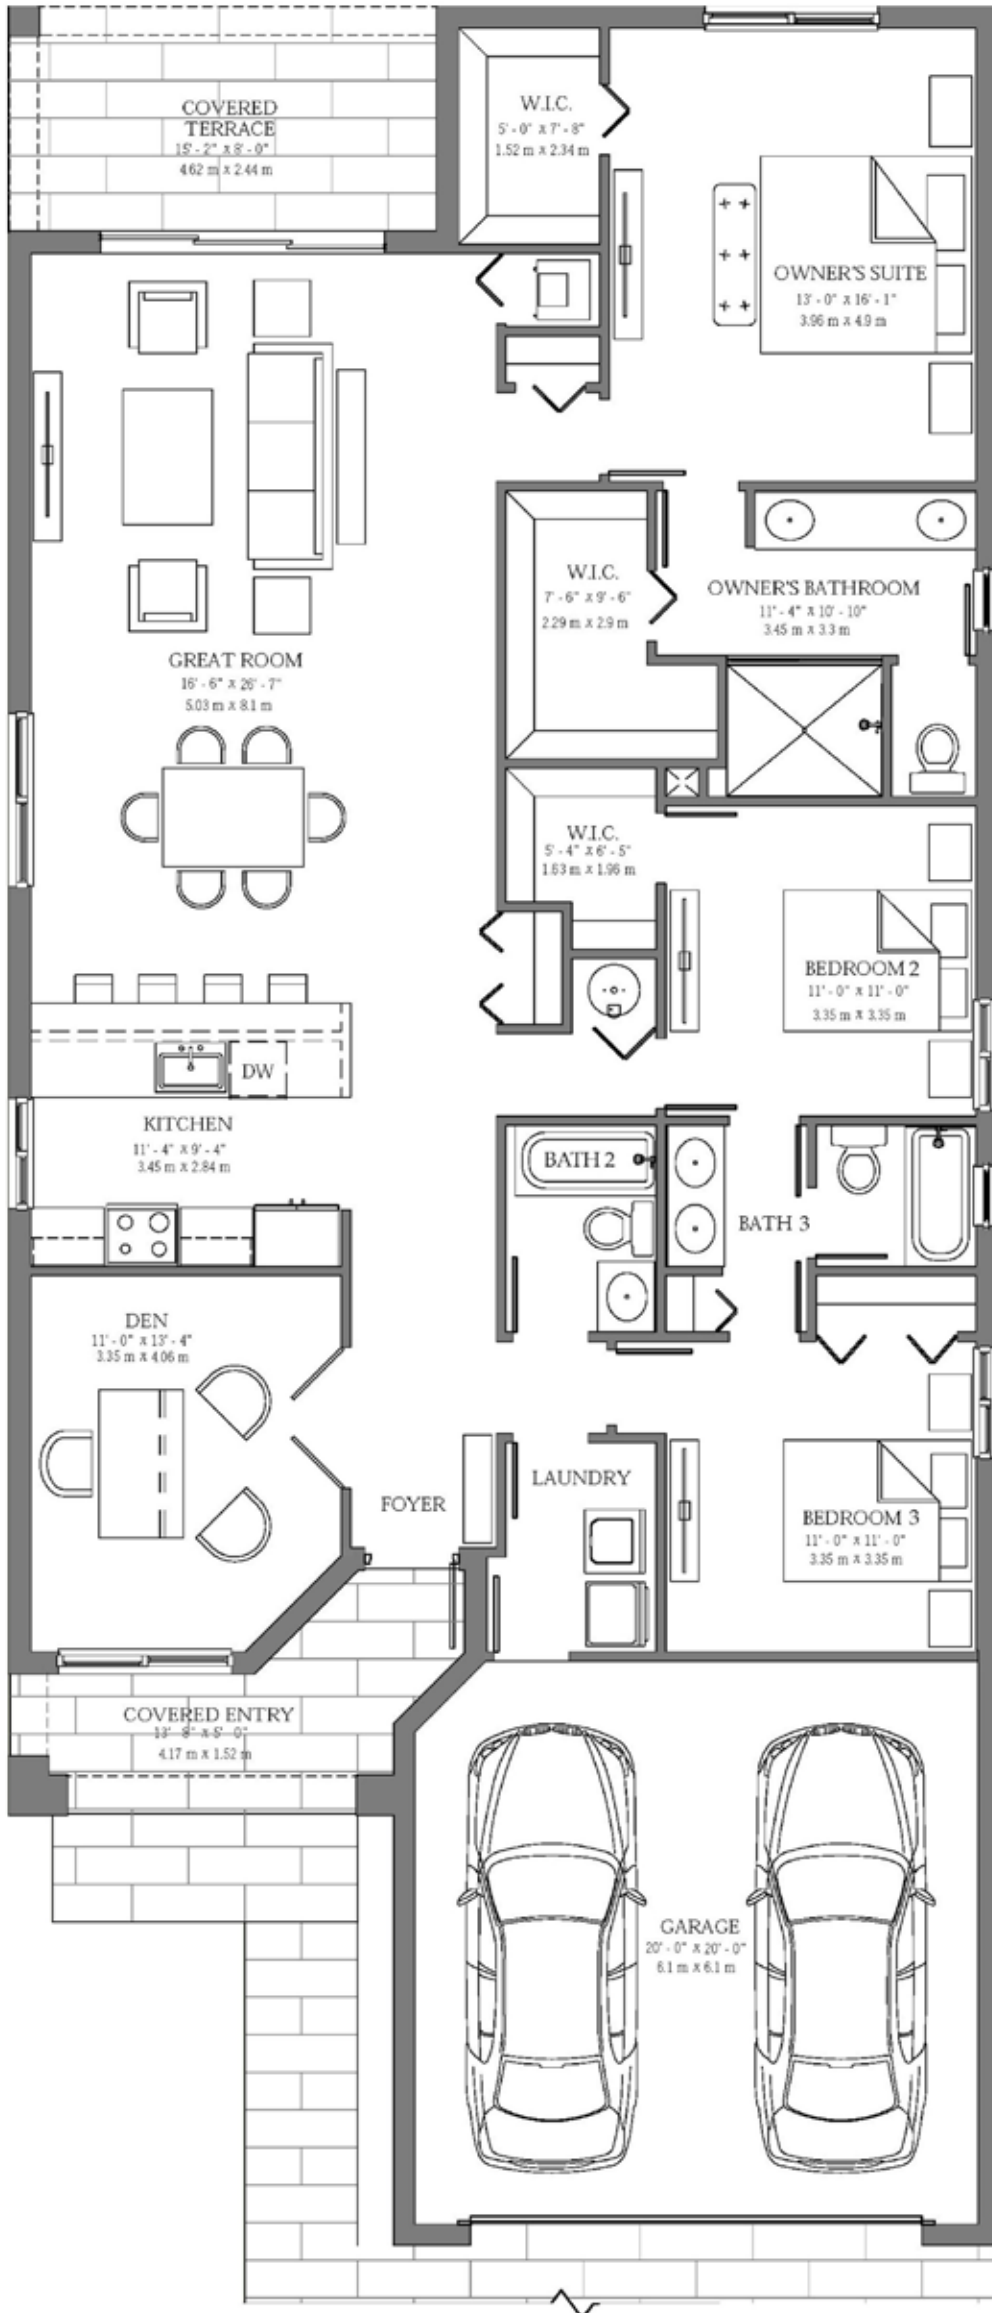 COVERED
TERRACE
15' - 2" x 8' - 0"
4.62 m x 2.44 m
W.I.C.
5' - 0" x 7' - 8"
1.52 m x 2.34 m
OWNER'S SUITE
13' - 0" x 16' - 1"
3.96 m x 4.9 m
W.I.C.
7' - 6" x 9' - 6"
2.29 m x 2.9 m
OWNER'S BATHROOM
11' - 4" x 10' - 10"
3.45 m x 3.3 m
GREAT ROOM
16' - 6" x 26' - 7"
5.03 m x 8.1 m
W.I.C.
5' - 4" x 6' - 5"
1.63 m x 1.96 m
BEDROOM 2
11' - 0" x 11' - 0"
3.35 m x 3.35 m
DW
KITCHEN
11' - 4" x 9' - 4"
3.45 m x 2.84 m
BATH 2
BATH 3
DEN
11' - 0" x 13' - 4"
3.35 m x 4.06 m
FOYER
LAUNDRY
BEDROOM 3
11' - 0" x 11' - 0"
3.35 m x 3.35 m
COVERED ENTRY
13' - 8" x 5' - 0"
4.17 m x 1.52 m
GARAGE
20' - 0" x 20' - 0"
6.1 m x 6.1 m